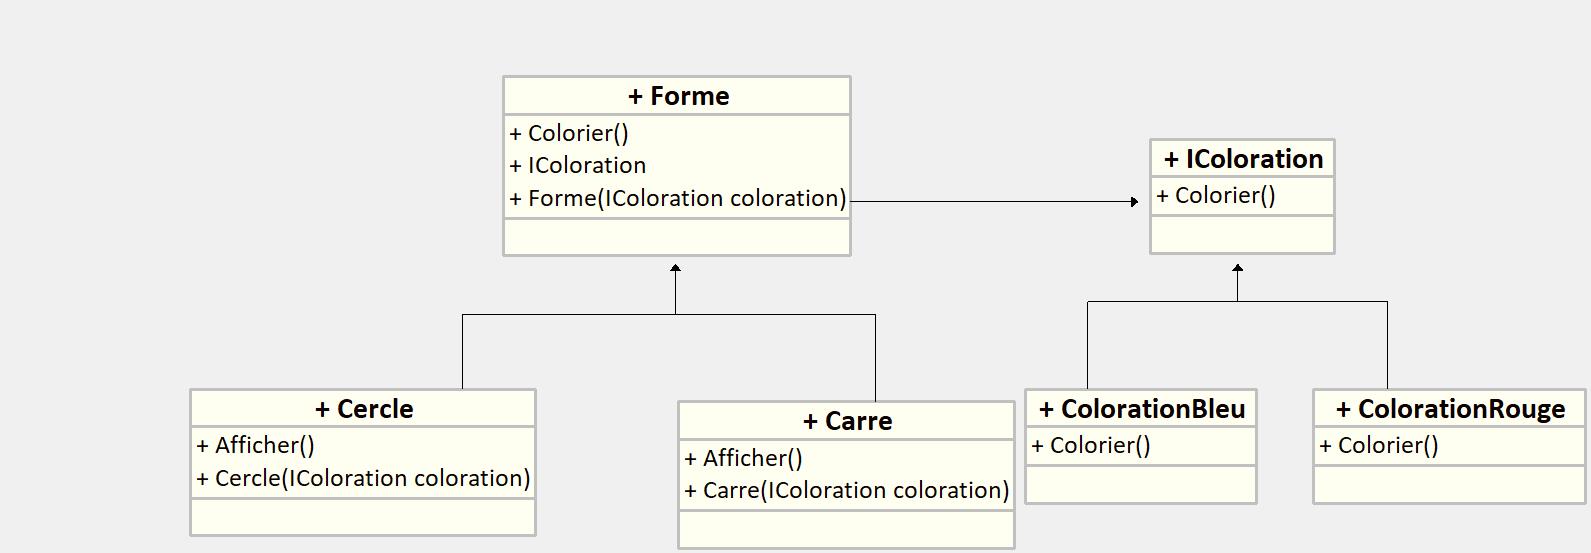 + Forme
+ Colorier()
+ IColoration
+ Forme(IColoration coloration)
+ IColoration
+ Colorier()
+ Cercle
+ Afficher()
+ Cercle(IColoration coloration)
+ Carre
+ Afficher()
+ Carre(IColoration coloration)
+ ColorationBleu
+ Colorier()
+ ColorationRouge
+ Colorier()